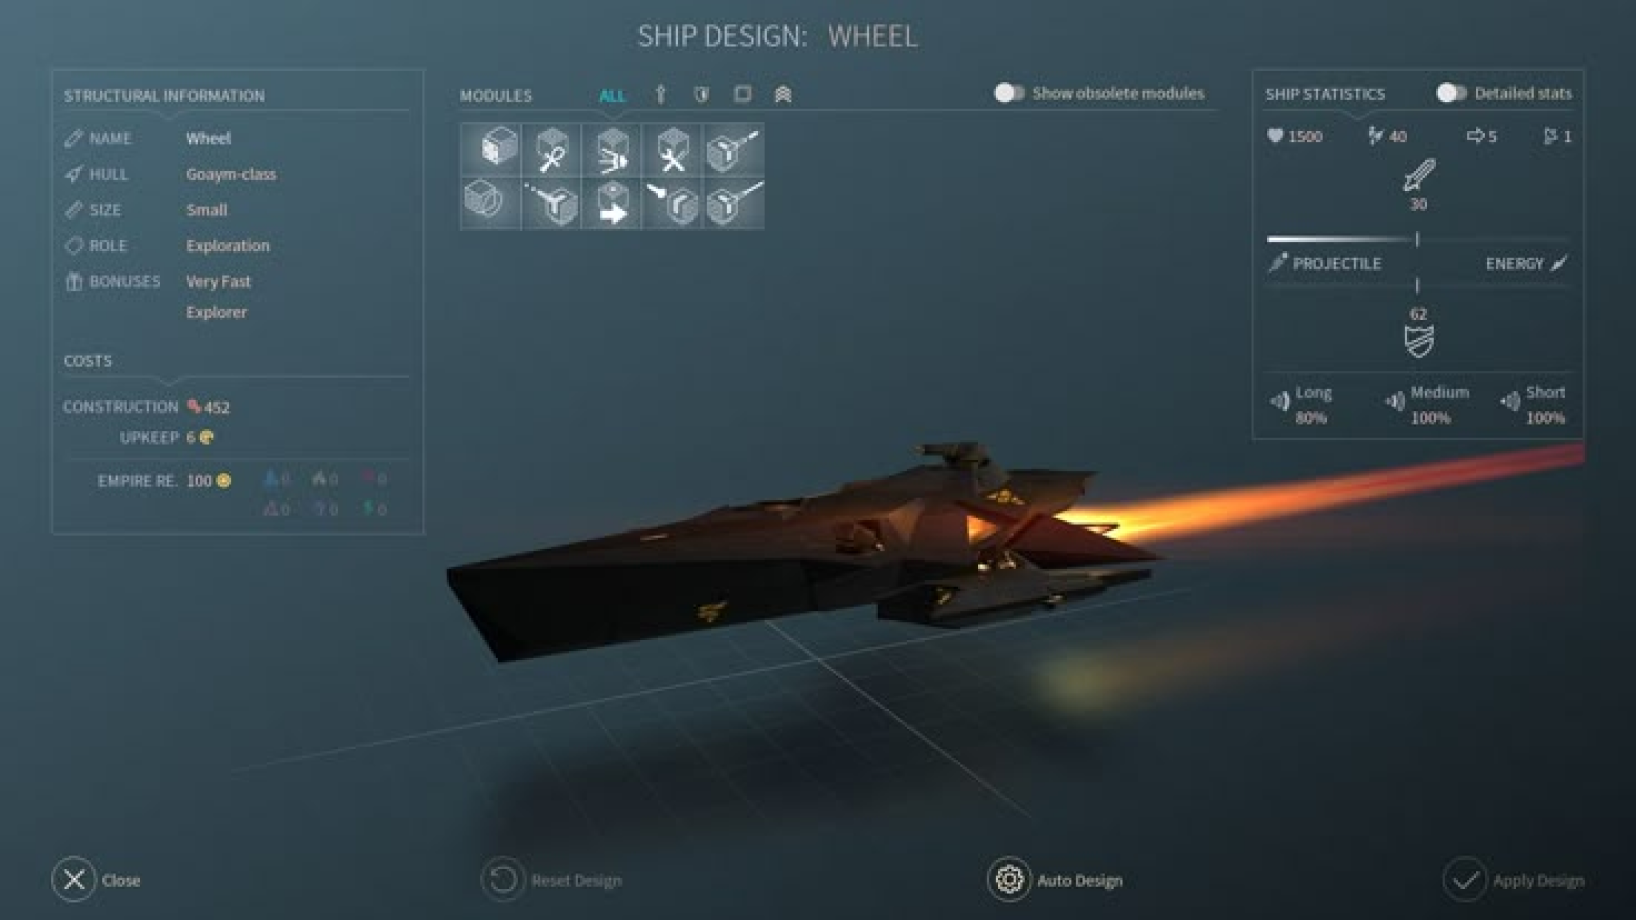 SHIP DESIGN: WHEEL
STRUCTURAL INFORMATION
NAME Wheel
HULL Goaym-class
SIZE Small
ROLE Exploration
BONUSES Very Fast
Explorer
COSTS
CONSTRUCTION 452
UPKEEP 6
EMPIRE RE. 100 0 0 0
0 0 0
MODULES ALL
Show obsolete modules
SHIP STATISTICS Detailed stats
1500 40 5 1
30
PROJECTILE ENERGY
62
Long Medium Short
80% 100% 100%
Close Reset Design Auto Design Apply Design